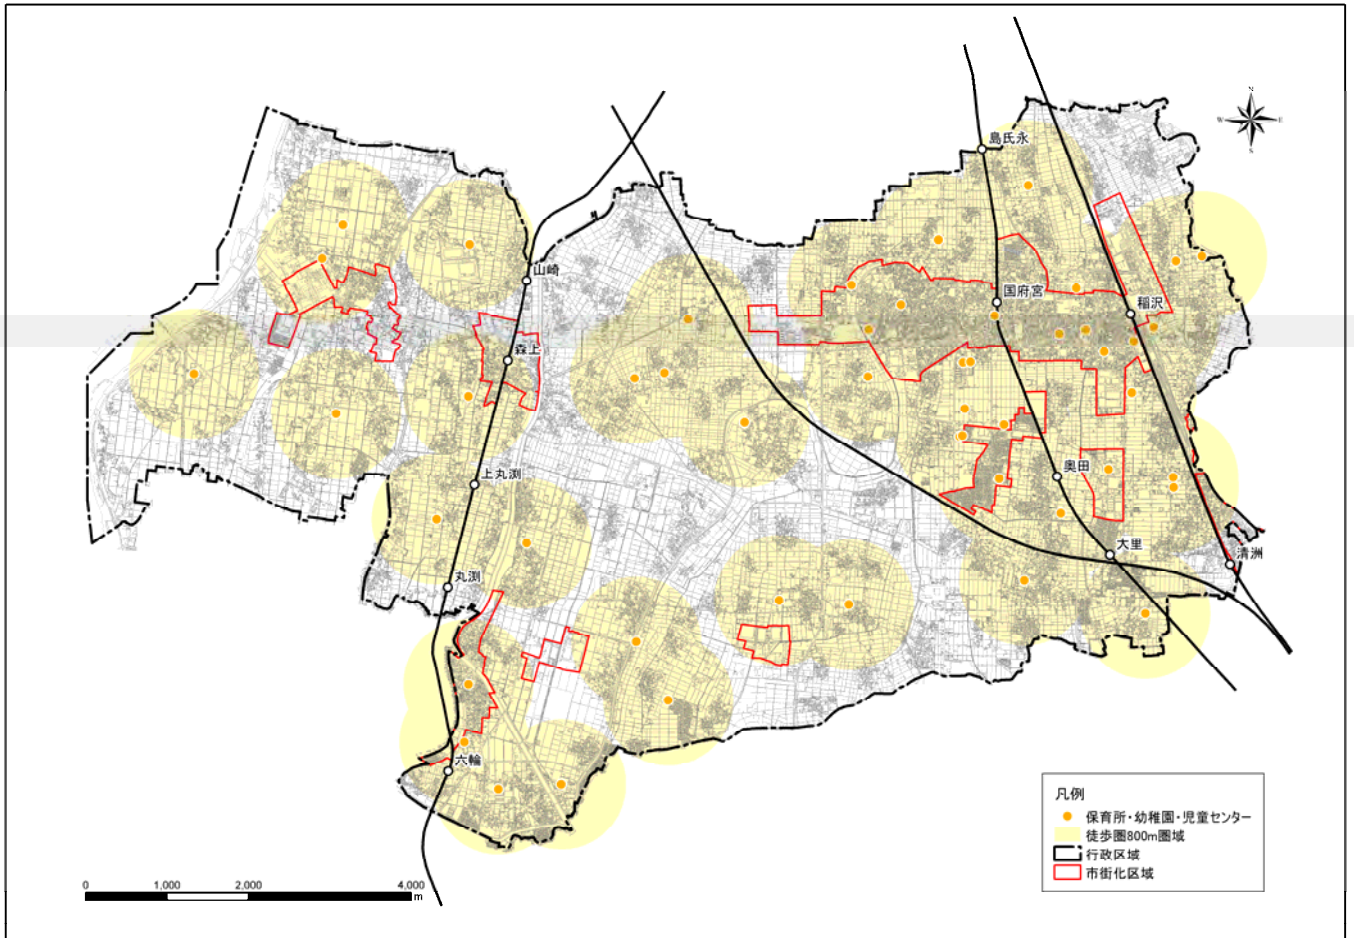 N
W
E
S
島氏永
山崎
国府宮
稲沢
森上
上丸渕
奥田
大里
清洲
丸渕
六輪
凡例
保育所・幼稚園・児童センター
徒歩圏800m圏域
行政区域
市街化区域
0 1,000 2,000 4,000
m